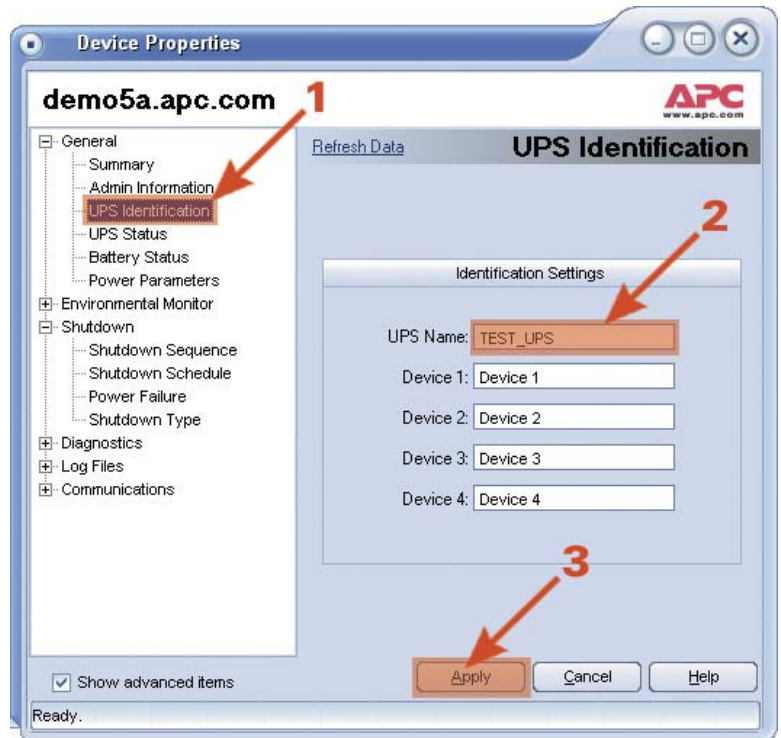 Device Properties
demo5a.apc.com
1
APC
www.apc.com
General
Summary
Admin Information
UPS Identification
UPS Status
Battery Status
Power Parameters
Environmental Monitor
Shutdown
Shutdown Sequence
Shutdown Schedule
Power Failure
Shutdown Type
Diagnostics
Log Files
Communications
Refresh Data
UPS Identification
2
Identification Settings
UPS Name: TEST_UPS
Device 1: Device 1
Device 2: Device 2
Device 3: Device 3
Device 4: Device 4
3
Show advanced items
Apply
Cancel
Help
Ready.